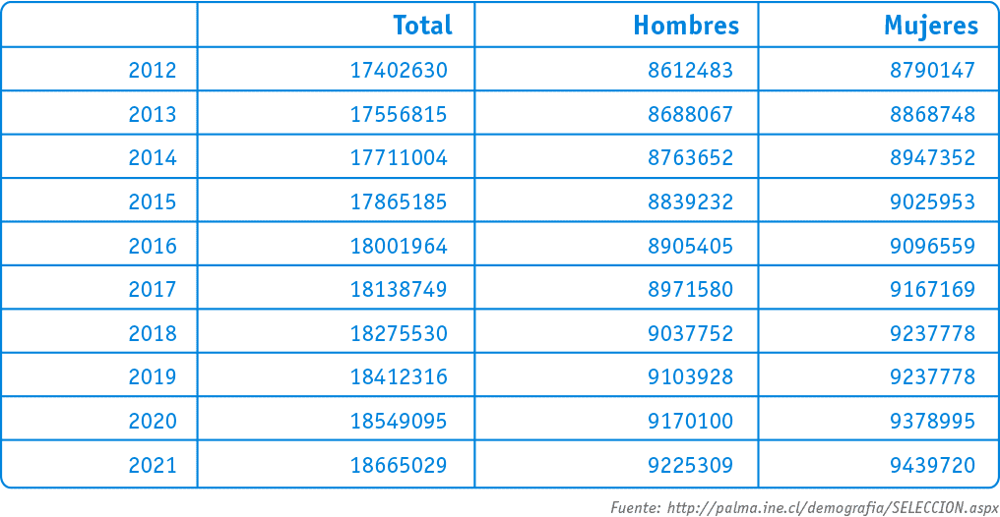 Total Hombres Mujeres
2012 17402630 8612483 8790147
2013 17556815 8688067 8868748
2014 17711004 8763652 8947352
2015 17865185 8839232 9025953
2016 18001964 8905405 9096559
2017 18138749 8971580 9167169
2018 18275530 9037752 9237778
2019 18412316 9103928 9237778
2020 18549095 9170100 9378995
2021 18665029 9225309 9439720
Fuente: http://palma.ine.cl/demografia/SELECCION.aspx